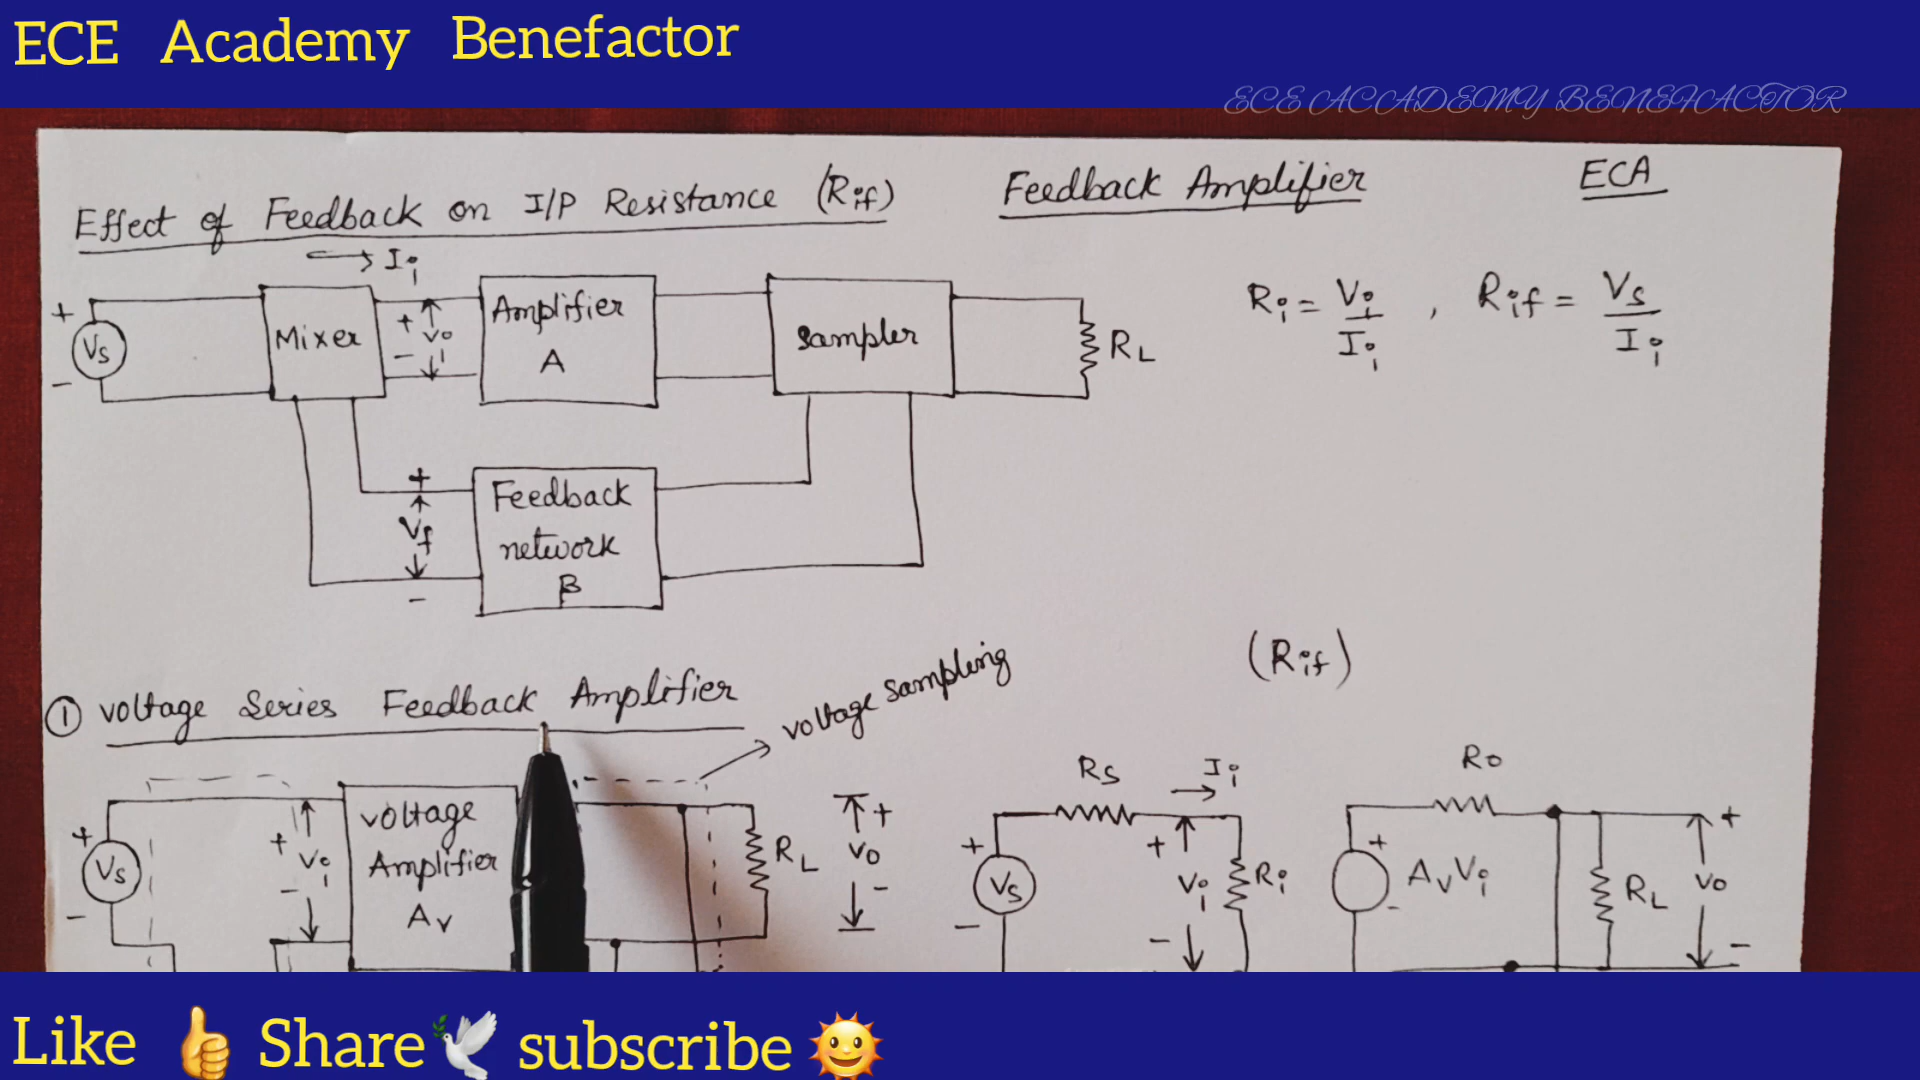 ECE Academy Benefactor
ECE ACCADEMY BENEFACTOR
Effect of Feedback on I/P Resistance (Rif)
Feedback Amplifier
ECA
→ Ii
+
Vs
-
Mixer
+
Vi
-
Amplifier
A
Sampler
RL
Ri = Vi / Ii , Rif = Vs / Ii
+
Vf
-
Feedback
network
β
① voltage Series Feedback Amplifier
voltage sampling
(Rif)
+
Vs
-
+
Vi
-
voltage
Amplifier
Av
RL
+
Vo
-
Rs
Ii
+
Vs
-
+
Vi
-
Ri
Ro
+
AvVi
-
RL
+
Vo
-
Like 👍 Share 🕊 subscribe 🌞